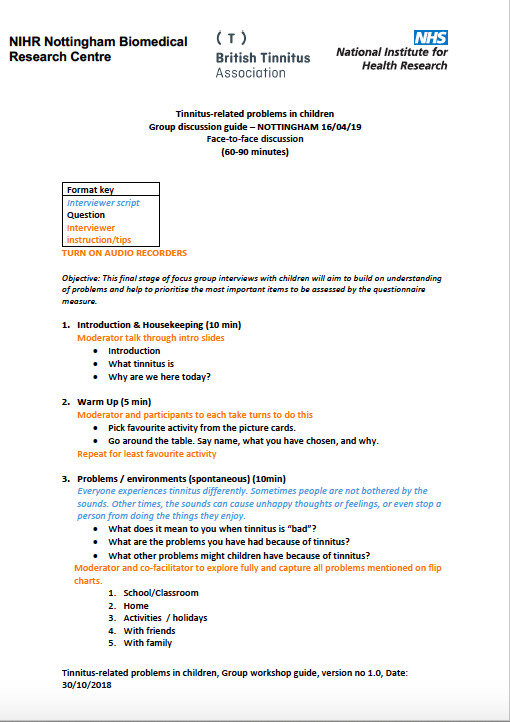 NIHR Nottingham Biomedical
Research Centre
( T )
British Tinnitus
Association
NHS
National Institute for
Health Research
Tinnitus-related problems in children
Group discussion guide – NOTTINGHAM 16/04/19
Face-to-face discussion
(60-90 minutes)
Format key
Interviewer script
Question
Interviewer
instruction/tips
TURN ON AUDIO RECORDERS
Objective: This final stage of focus group interviews with children will aim to build on understanding
of problems and help to prioritise the most important items to be assessed by the questionnaire
measure.
1. Introduction & Housekeeping (10 min)
Moderator talk through intro slides
• Introduction
• What tinnitus is
• Why are we here today?
2. Warm Up (5 min)
Moderator and participants to each take turns to do this
• Pick favourite activity from the picture cards.
• Go around the table. Say name, what you have chosen, and why.
Repeat for least favourite activity
3. Problems / environments (spontaneous) (10min)
Everyone experiences tinnitus differently. Sometimes people are not bothered by the
sounds. Other times, the sounds can cause unhappy thoughts or feelings, or even stop a
person from doing the things they enjoy.
• What does it mean to you when tinnitus is “bad”?
• What are the problems you have had because of tinnitus?
• What other problems might children have because of tinnitus?
Moderator and co-facilitator to explore fully and capture all problems mentioned on flip
charts.
1. School/Classroom
2. Home
3. Activities / holidays
4. With friends
5. With family
Tinnitus-related problems in children, Group workshop guide, version no 1.0, Date:
30/10/2018